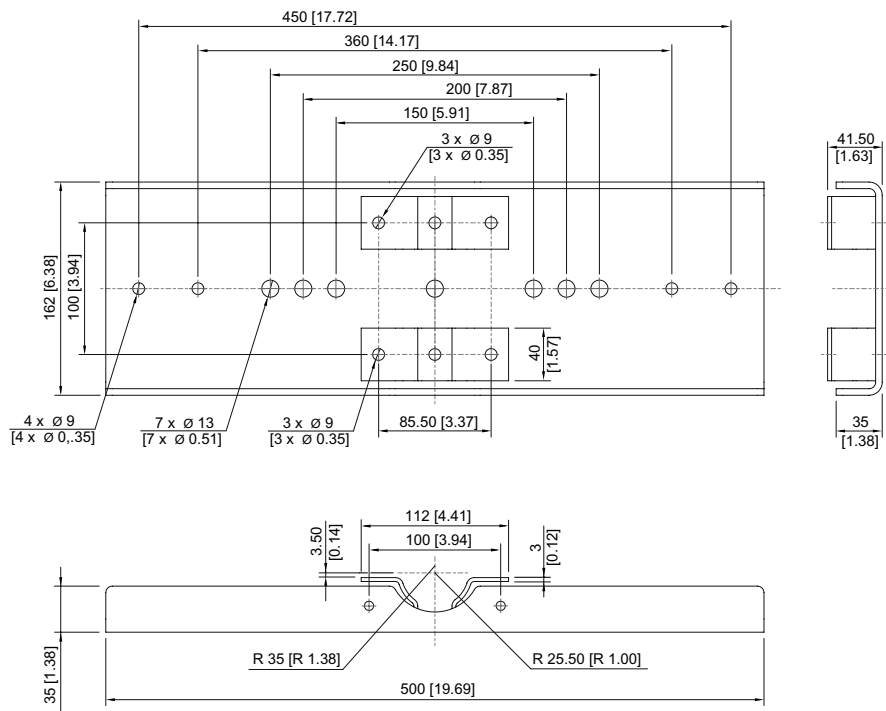 450 [17.72]
360 [14.17]
250 [9.84]
200 [7.87]
150 [5.91]
3 x Ø 9
[3 x Ø 0.35]
41.50
[1.63]
162 [6.38]
100 [3.94]
40
[1.57]
4 x Ø 9
[4 x Ø 0,.35]
7 x Ø 13
[7 x Ø 0.51]
3 x Ø 9
[3 x Ø 0.35]
85.50 [3.37]
35
[1.38]
112 [4.41]
100 [3.94]
3.50
[0.14]
3
[0.12]
R 35 [R 1.38]
R 25.50 [R 1.00]
35 [1.38]
500 [19.69]